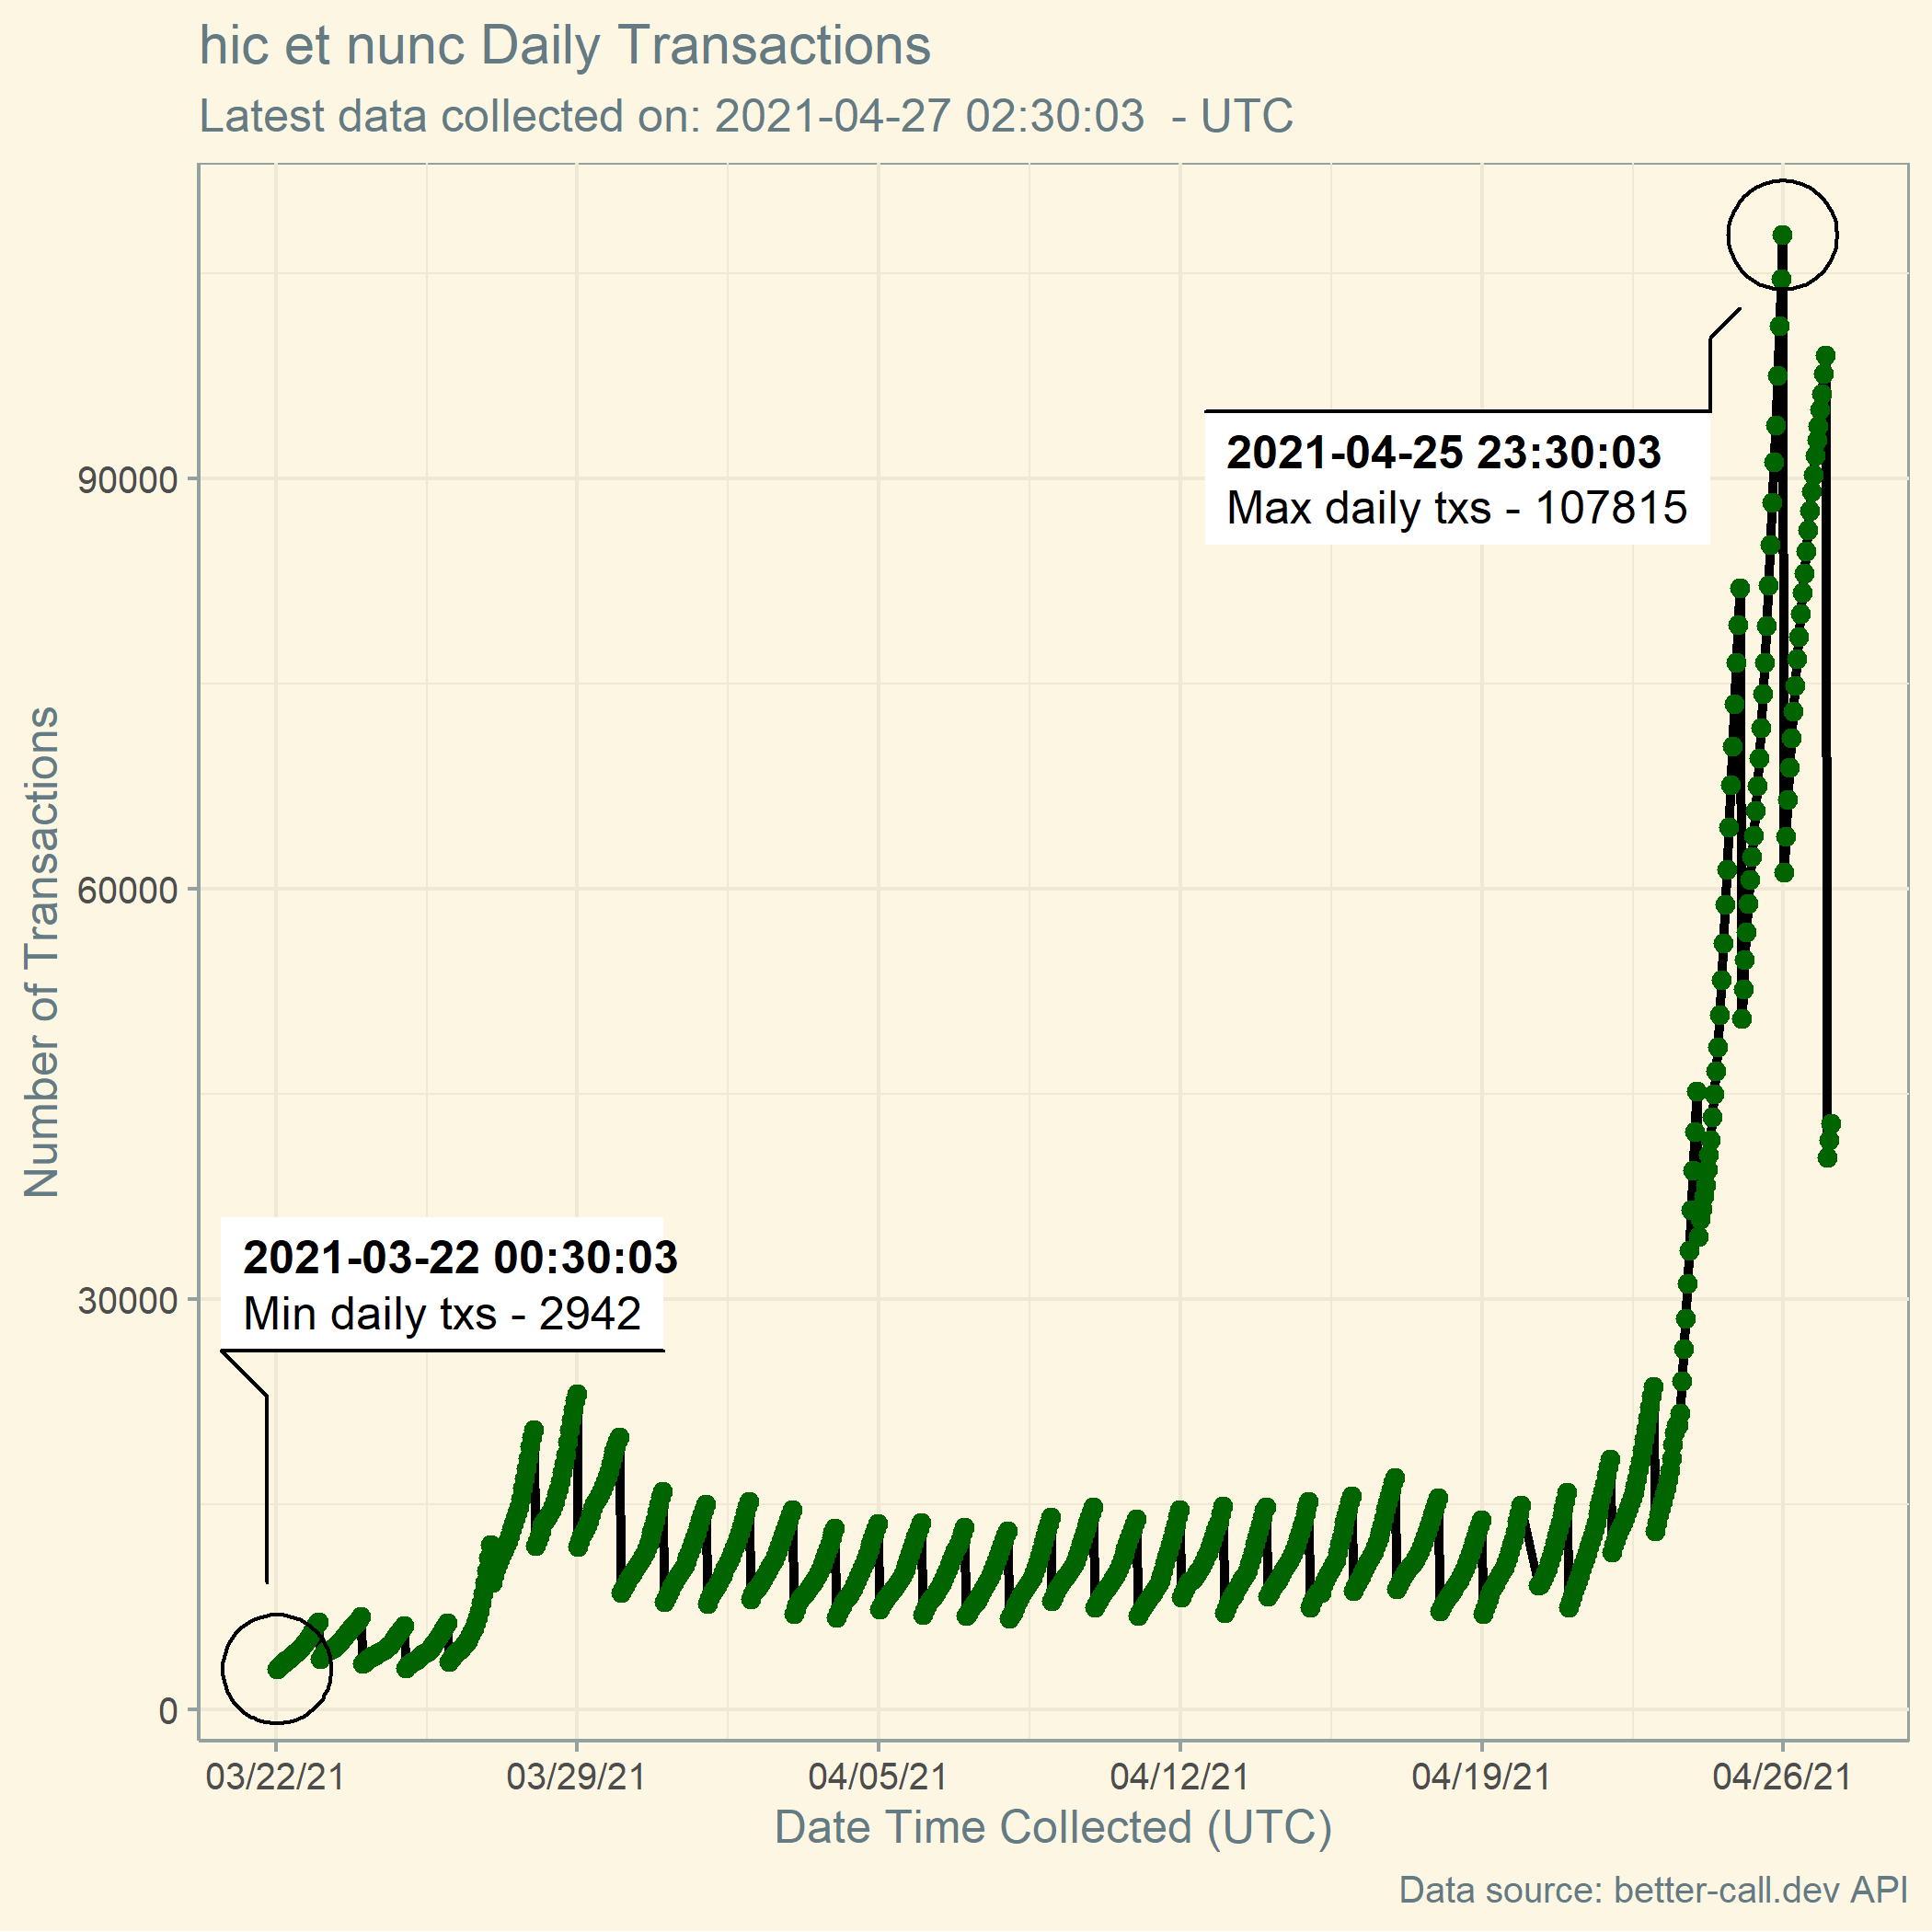 hic et nunc Daily Transactions
Latest data collected on: 2021-04-27 02:30:03  - UTC
2021-04-25 23:30:03
Max daily txs - 107815
2021-03-22 00:30:03
Min daily txs - 2942
Number of Transactions
90000
60000
30000
0
03/22/21
03/29/21
04/05/21
04/12/21
04/19/21
04/26/21
Date Time Collected (UTC)
Data source: better-call.dev API